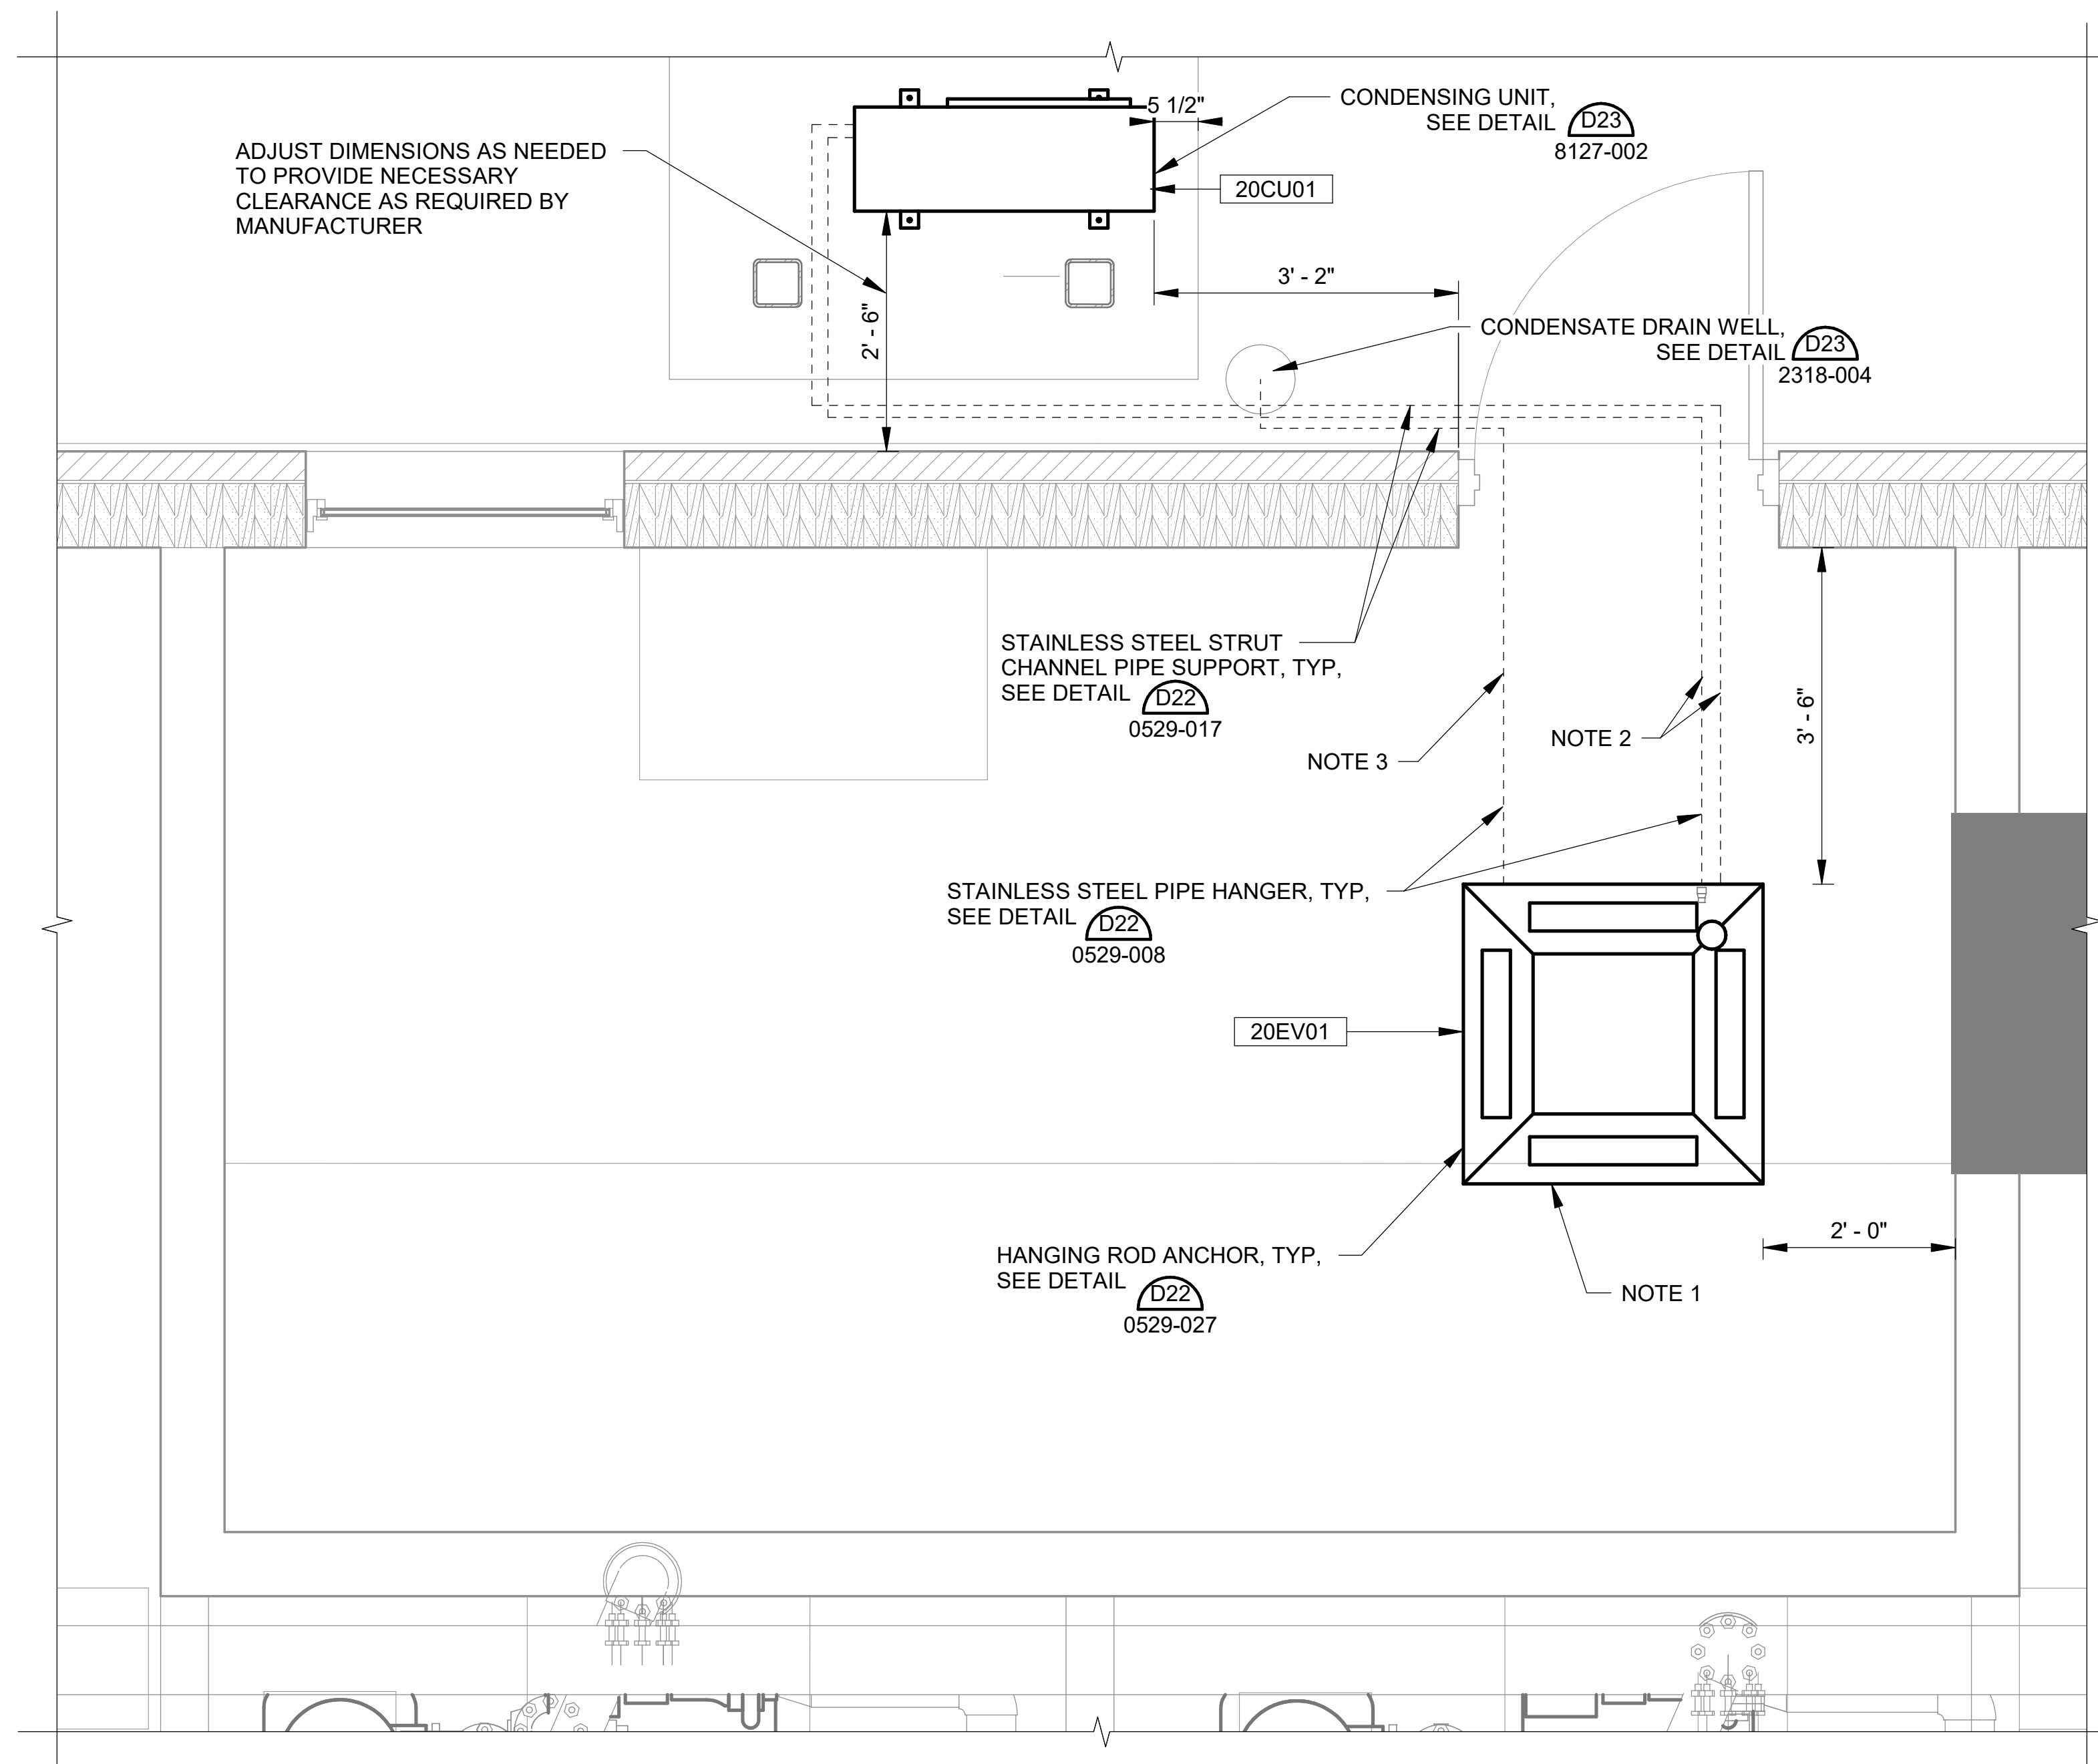 5 1/2"
CONDENSING UNIT,
SEE DETAIL
D23
8127-002
ADJUST DIMENSIONS AS NEEDED
TO PROVIDE NECESSARY
CLEARANCE AS REQUIRED BY
MANUFACTURER
20CU01
3' - 2"
2' - 6"
CONDENSATE DRAIN WELL,
SEE DETAIL
D23
2318-004
STAINLESS STEEL STRUT
CHANNEL PIPE SUPPORT, TYP,
SEE DETAIL
D22
0529-017
NOTE 2
3' - 6"
NOTE 3
STAINLESS STEEL PIPE HANGER, TYP,
SEE DETAIL
D22
0529-008
20EV01
HANGING ROD ANCHOR, TYP,
SEE DETAIL
D22
0529-027
2' - 0"
NOTE 1